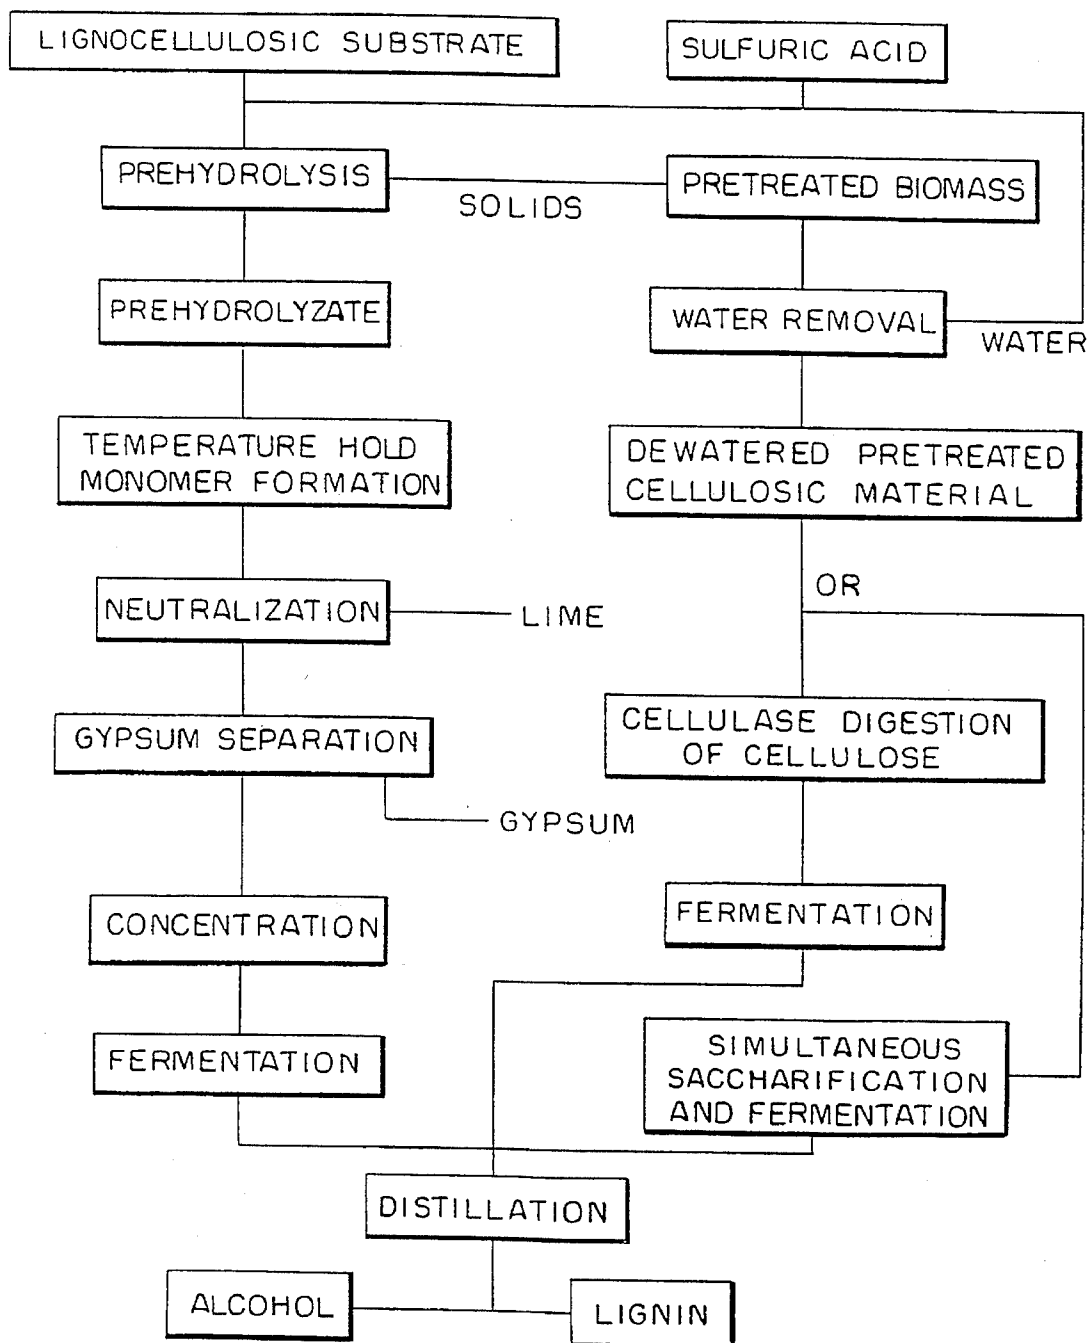 LIGNOCELLULOSIC SUBSTRATE
SULFURIC ACID
PREHYDROLYSIS
SOLIDS
PRETREATED BIOMASS
PREHYDROLYZATE
WATER REMOVAL
WATER
TEMPERATURE HOLD
MONOMER FORMATION
DEWATERED PRETREATED
CELLULOSIC MATERIAL
OR
NEUTRALIZATION
LIME
GYPSUM SEPARATION
CELLULASE DIGESTION
OF CELLULOSE
GYPSUM
CONCENTRATION
FERMENTATION
FERMENTATION
SIMULTANEOUS
SACCHARIFICATION
AND FERMENTATION
DISTILLATION
ALCOHOL
LIGNIN